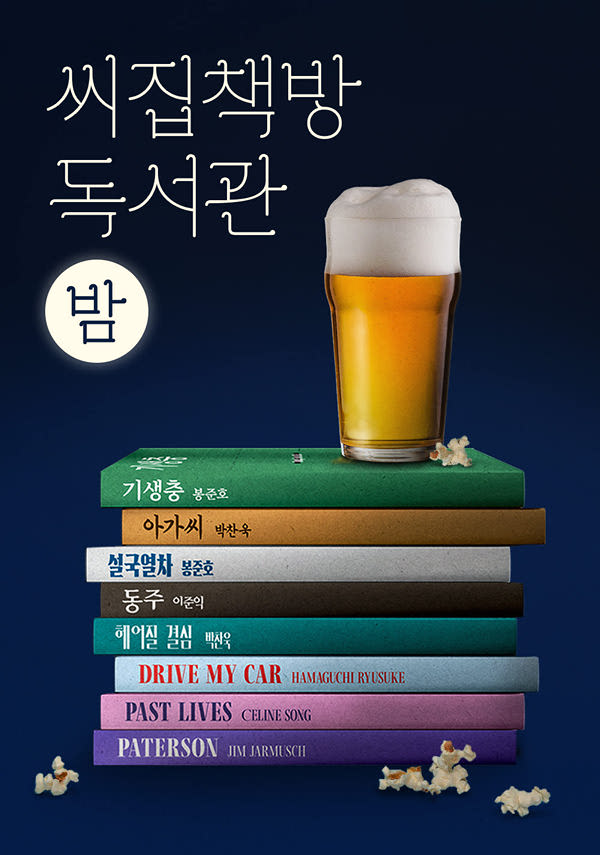 씨집책방
독서관
밤
기생충 봉준호
아가씨 박찬욱
설국열차 봉준호
동주 이준익
헤어질 결심 박찬욱
DRIVE MY CAR HAMAGUCHI RYUSUKE
PAST LIVES CELINE SONG
PATERSON JIM JARMUSCH